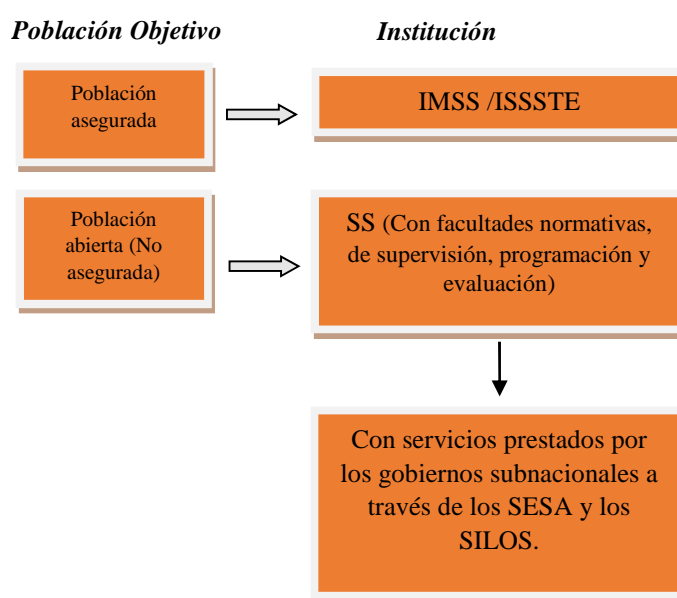 Población Objetivo
Institución
Población
asegurada
IMSS /ISSSTE
Población
abierta (No
asegurada)
SS (Con facultades normativas,
de supervisión, programación y
evaluación)
Con servicios prestados por
los gobiernos subnacionales a
través de los SESA y los
SILOS.